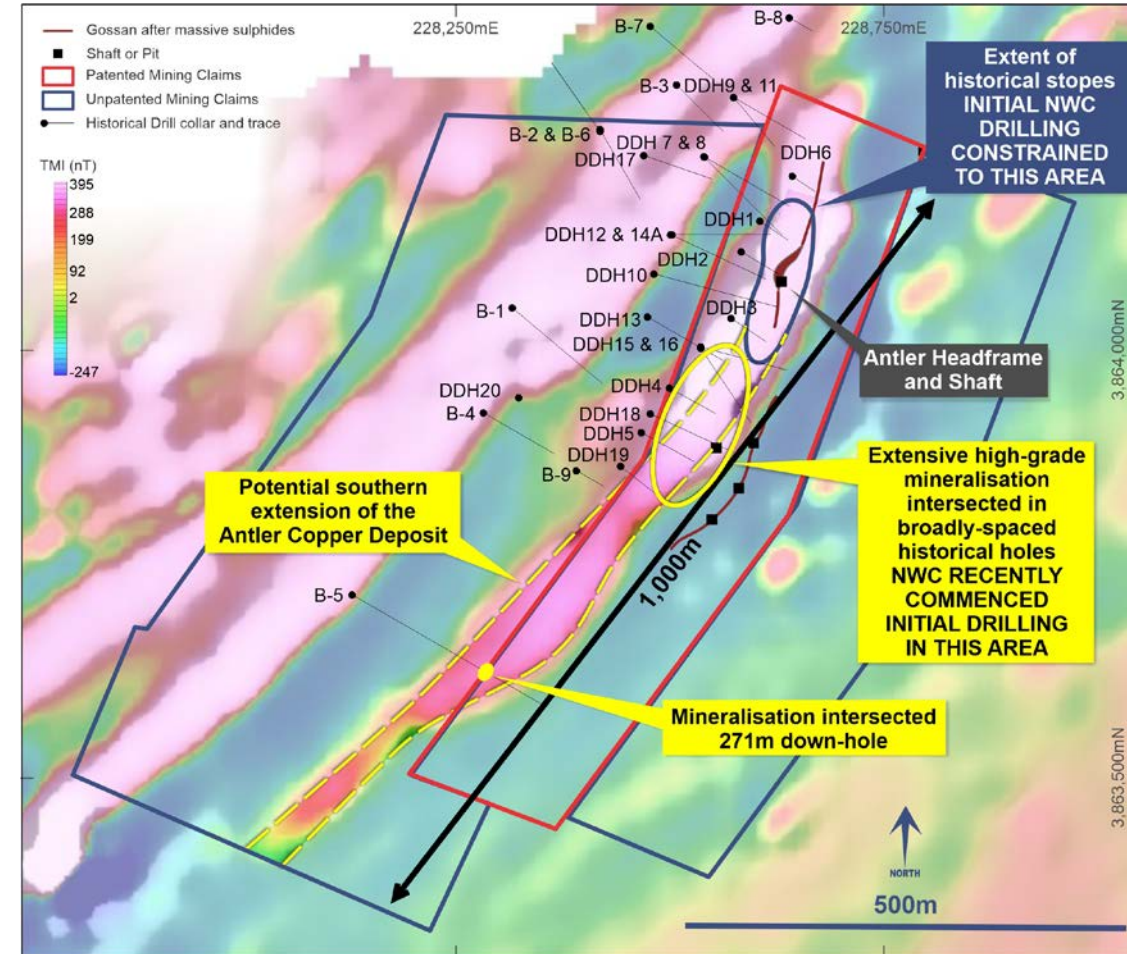 228,250mE
228,750mE
Gossan after massive sulphides
Shaft or Pit
Patented Mining Claims
Unpatented Mining Claims
Historical Drill collar and trace
TMI (nT)
395
288
199
92
2
-247
B-7
B-8
B-3
DDH9 & 11
B-2 & B-6
DDH 7 & 8
DDH17
DDH6
Extent of
historical stopes
INITIAL NWC
DRILLING
CONSTRAINED
TO THIS AREA
DDH1
DDH12 & 14A
DDH2
DDH10
B-1
DDH13
DDH3
DDH15 & 16
Antler Headframe
and Shaft
3,864,000mN
DDH4
DDH20
B-4
DDH18
DDH5
DDH19
B-9
Potential southern
extension of the
Antler Copper Deposit
Extensive high-grade
mineralisation
intersected in
broadly-spaced
historical holes
NWC RECENTLY
COMMENCED
INITIAL DRILLING
IN THIS AREA
1,000m
B-5
Mineralisation intersected
271m down-hole
3,863,500mN
NORTH
500m